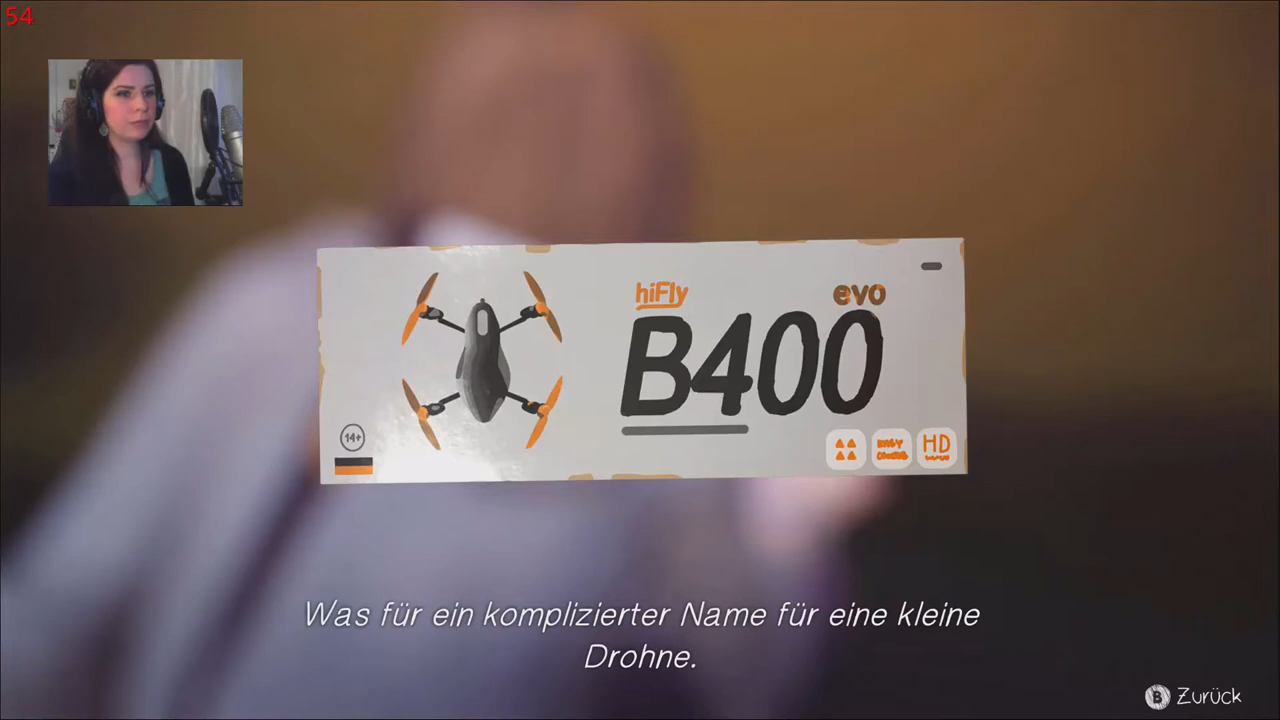 54
hiFly
evo
B400
14+
HD
Was für ein komplizierter Name für eine kleine
Drohne.
B Zurück